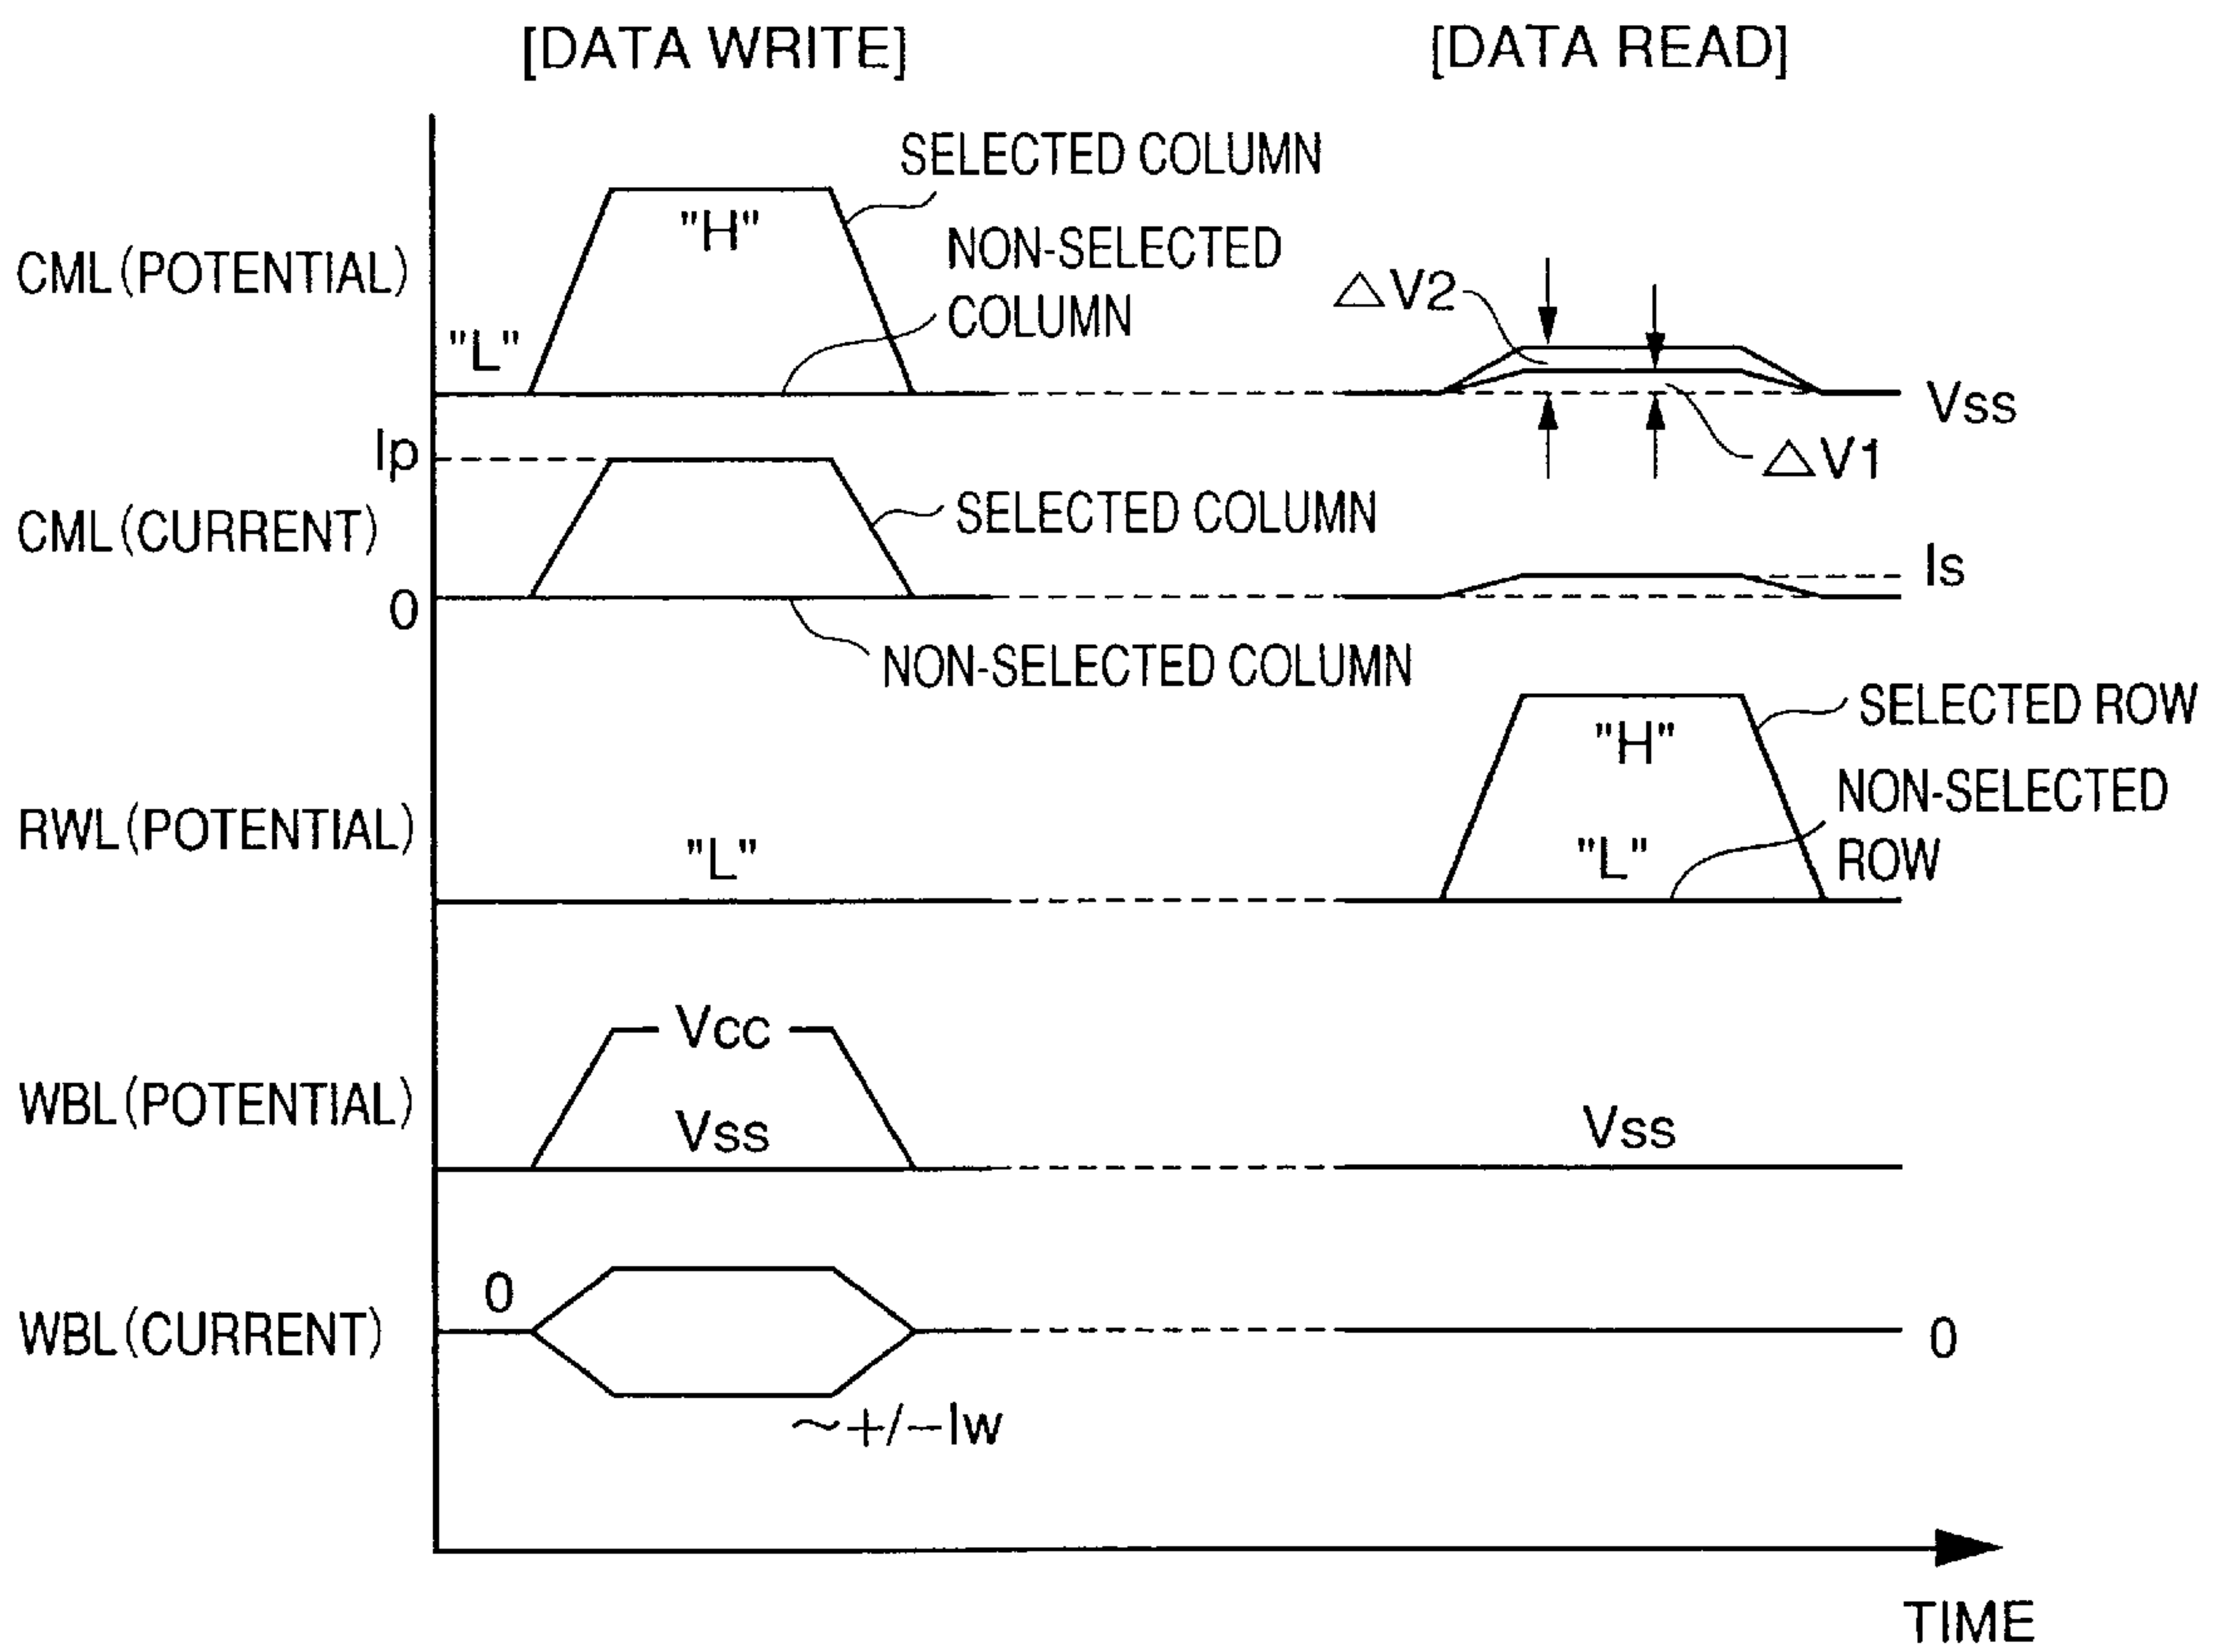 [DATA WRITE]
[DATA READ]
SELECTED COLUMN
"H"
NON-SELECTED
COLUMN
CML(POTENTIAL)
"L"
△V2
Vss
△V1
Ip
CML(CURRENT)
SELECTED COLUMN
Is
0
NON-SELECTED COLUMN
SELECTED ROW
"H"
NON-SELECTED
ROW
RWL(POTENTIAL)
"L"
"L"
Vcc
WBL(POTENTIAL)
Vss
Vss
0
WBL(CURRENT)
0
~+/-Iw
TIME